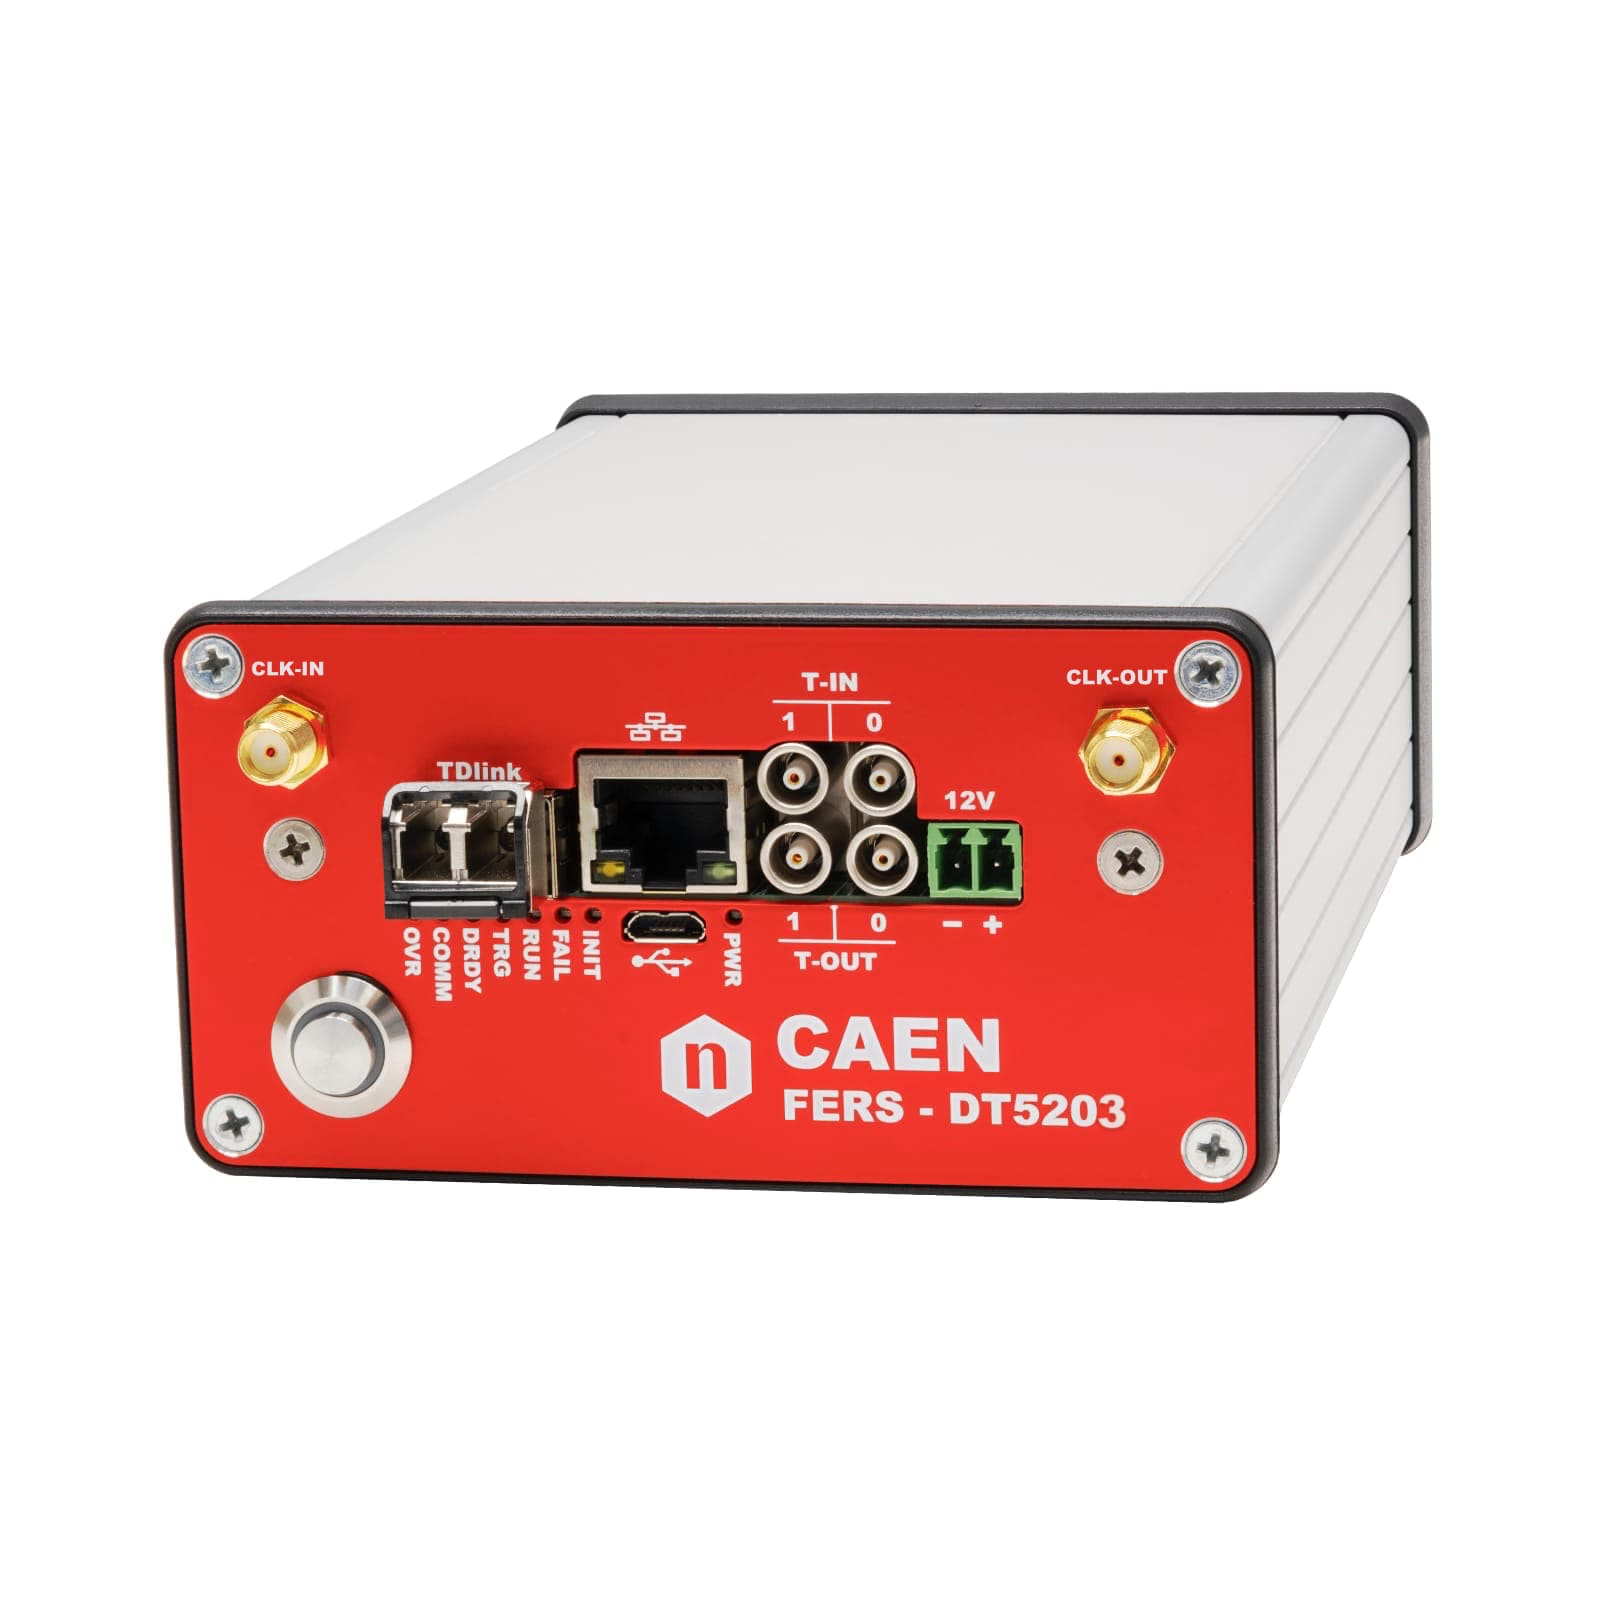 CLK-IN
CLK-OUT
T-IN
1 0
TDlink
12V
- +
1 0
T-OUT
OVR
COMM
DRDY
TRG
RUN
FAIL
INIT
PWR
n
CAEN
FERS - DT5203